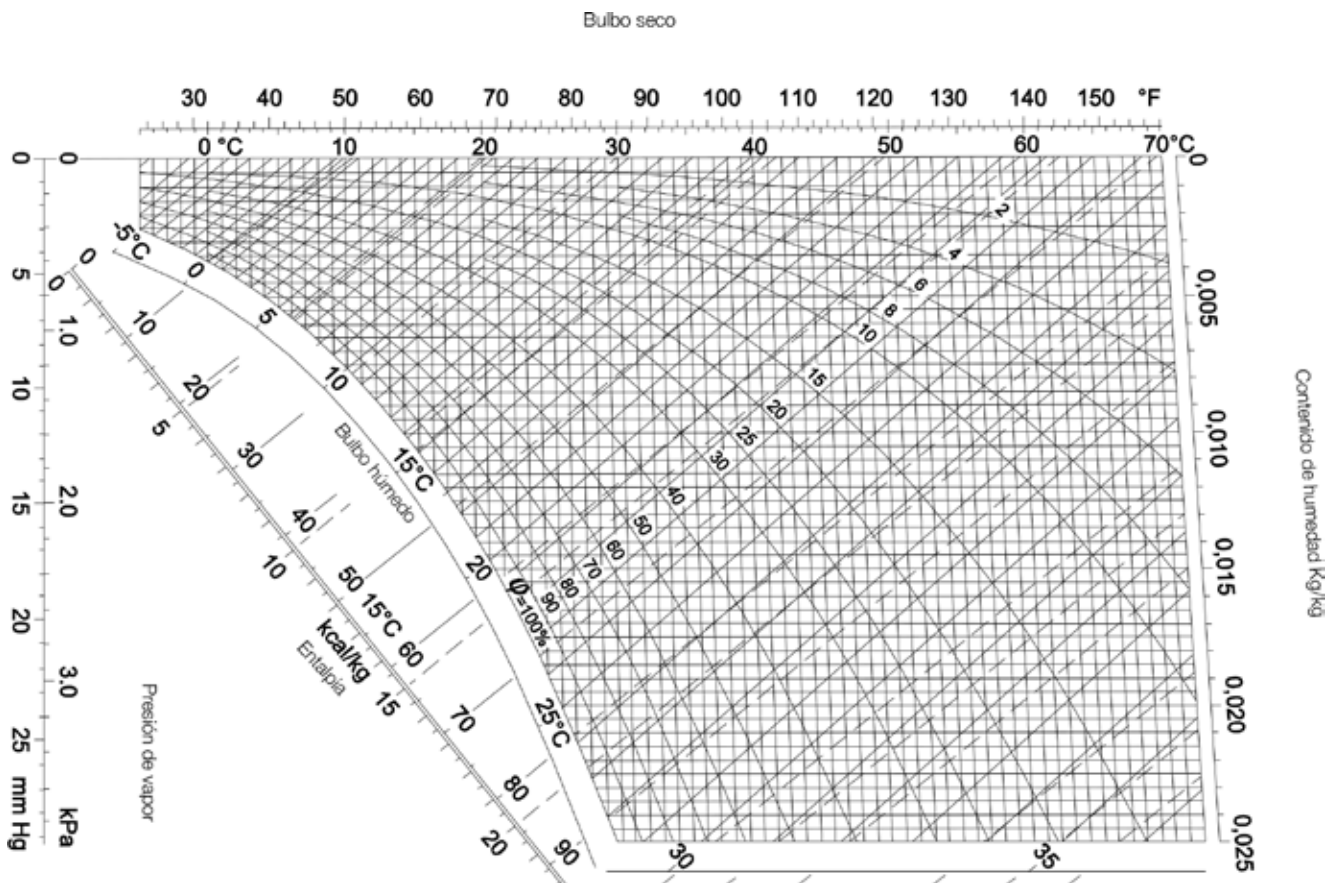 Bulbo seco
30 40 50 60 70 80 90 100 110 120 130 140 150 °F
0 °C 10 20 30 40 50 60 70°C
0 0 0
-5°C 0 5 10 15°C 20 25°C 30 35
Bulbo húmedo
2 4 6 8 10 15 20 25 30 40 50 60 70 80 90 φ=100%
0,005 0,010 0,015 0,020 0,025
Contenido de humedad Kg/kg
0 10 20 30 40 50 60 70 80 90
0 5 10 15 20
15°C
kcal/kg
Entalpía
5 10 15 20 25 mm Hg
1.0 2.0 3.0 kPa
Presión de vapor